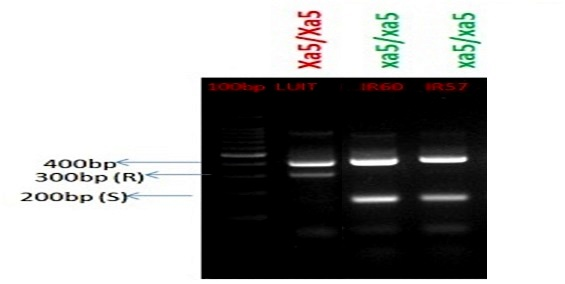 Xa5/Xa5
xa5/xa5
xa5/xa5
100bp LUIT IR60 IR57
400bp
300bp (R)
200bp (S)